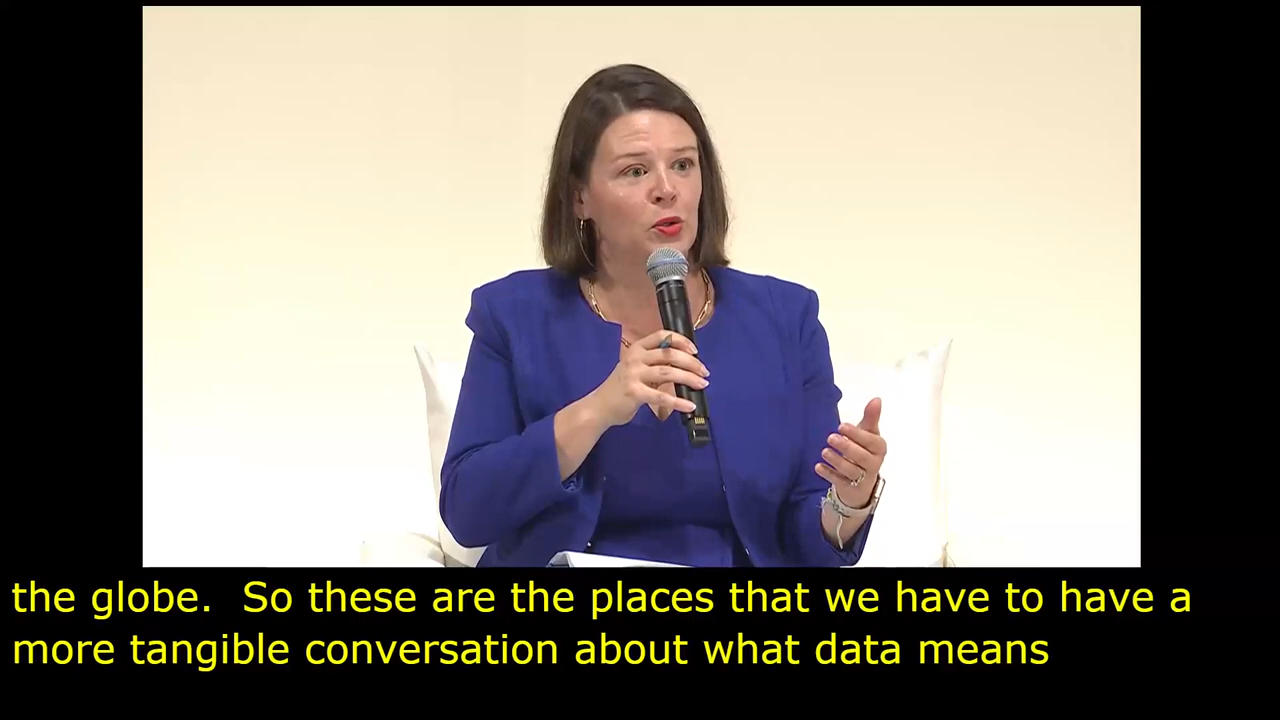 the globe.  So these are the places that we have to have a
more tangible conversation about what data means